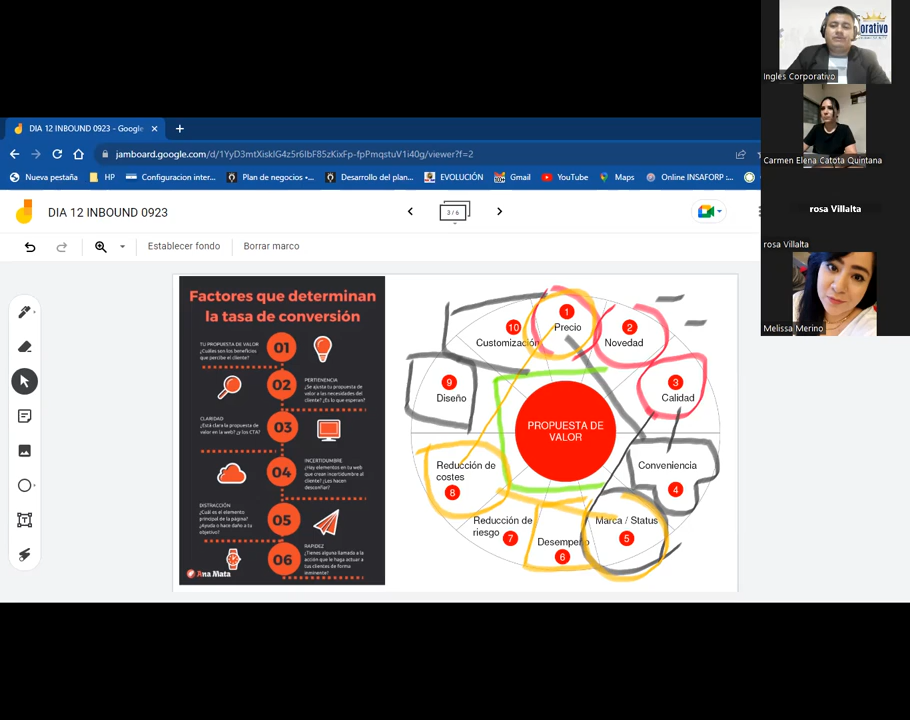 orativo
Ingles Corporativo
Carmen Elena Catota Quintana
rosa Villalta
rosa Villalta
Melissa Merino
DIA 12 INBOUND 0923 - Google
jamboard.google.com/d/1YyD3mtXisklG4z5r6IbF85zKixFp-fpPmqstuV1i40g/viewer?f=2
Nueva pestaña
HP
Configuracion inter...
Plan de negocios •...
Desarrollo del plan...
EVOLUCIÓN
Gmail
YouTube
Maps
Online INSAFORP :...
DIA 12 INBOUND 0923
3 / 6
Establecer fondo
Borrar marco
Factores que determinan
la tasa de conversión
01
TU PROPUESTA DE VALOR
¿Cuáles son los beneficios
que percibe el cliente?
02
PERTIENENCIA
¿Se ajusta tu propuesta de
valor a las necesidades del
cliente? ¿Es lo que esperan?
03
CLARIDAD
¿Está clara la propuesta de
valor en la web? ¿y los CTA?
04
INCERTIDUMBRE
¿Hay elementos en tu web
que crean incertidumbre al
cliente? ¿Les hacen
desconfiar?
05
DISTRACCIÓN
¿Cuál es el elemento
principal de la página?
¿Ayuda o hace daño a tu
objetivo?
06
RAPIDEZ
¿Tienes alguna llamada a la
acción que le haga actuar a
tus clientes de forma
inminente?
Ana Mata
PROPUESTA DE
VALOR
1
Precio
2
Novedad
3
Calidad
Conveniencia
4
Marca / Status
5
Desempeño
6
Reducción de
riesgo 7
Reducción de
costes
8
9
Diseño
10
Customización